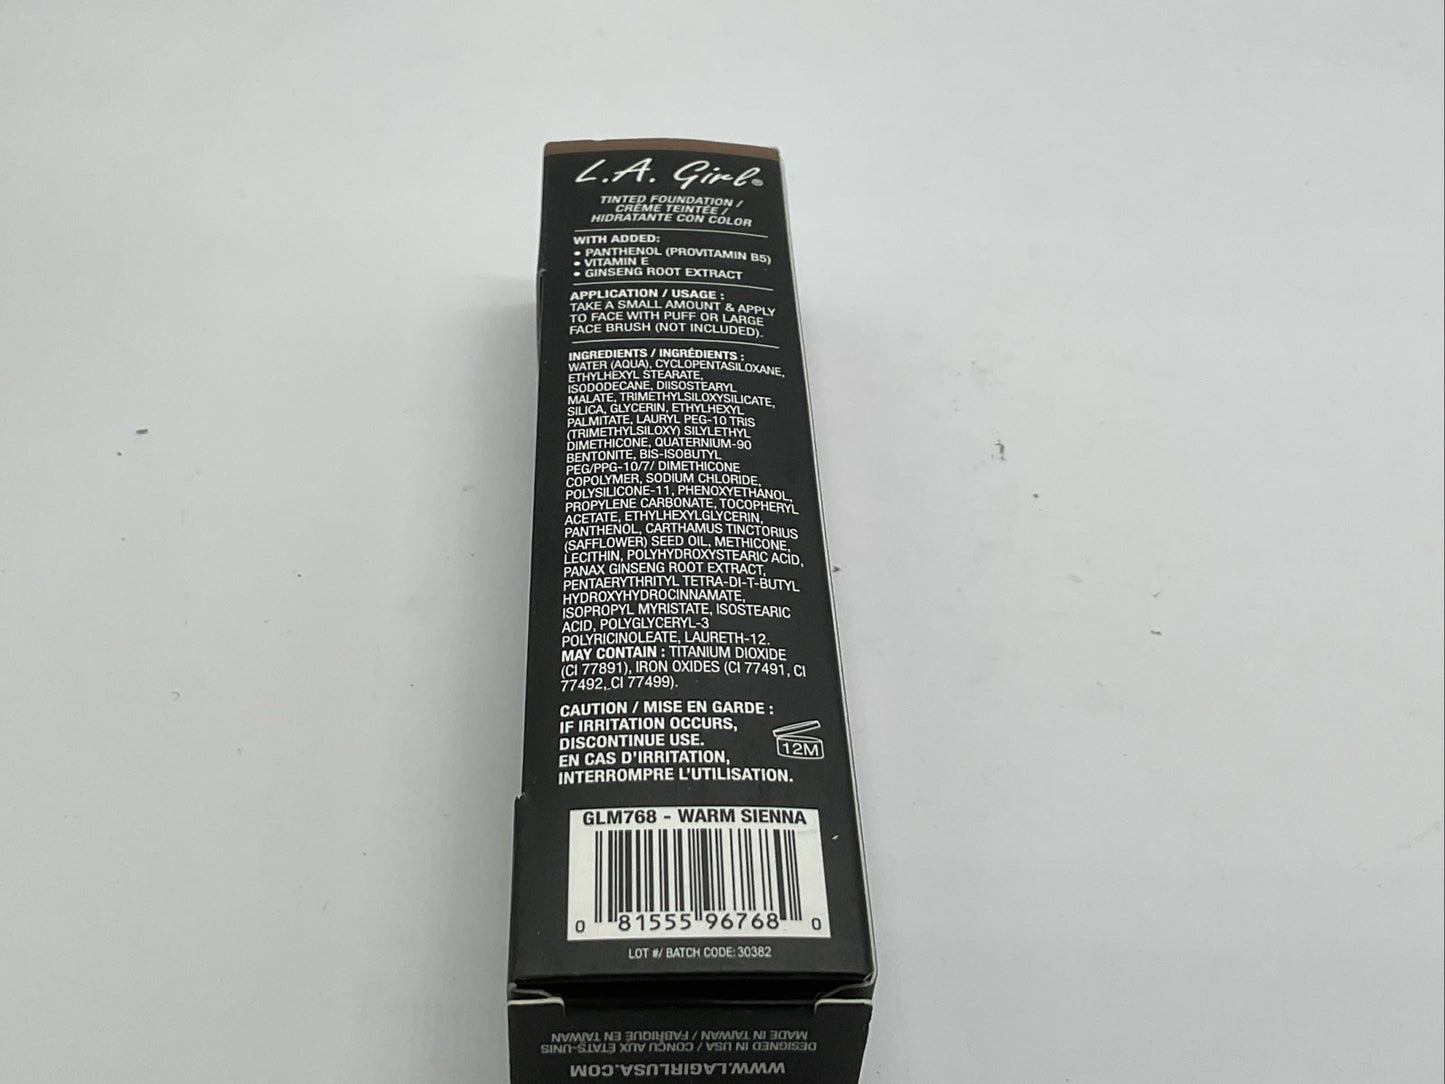 L.A. Girl®
TINTED FOUNDATION /
CRÈME TEINTÉE /
HIDRATANTE CON COLOR
WITH ADDED:
• PANTHENOL (PROVITAMIN B5)
• VITAMIN E
• GINSENG ROOT EXTRACT
APPLICATION / USAGE :
TAKE A SMALL AMOUNT & APPLY
TO FACE WITH PUFF OR LARGE
FACE BRUSH (NOT INCLUDED).
INGREDIENTS / INGRÉDIENTS :
WATER (AQUA), CYCLOPENTASILOXANE,
ETHYLHEXYL STEARATE,
ISODODECANE, DIISOSTEARYL
MALATE, TRIMETHYLSILOXYSILICATE,
SILICA, GLYCERIN, ETHYLHEXYL
PALMITATE, LAURYL PEG-10 TRIS
(TRIMETHYLSILOXY) SILYLETHYL
DIMETHICONE, QUATERNIUM-90
BENTONITE, BIS-ISOBUTYL
PEG/PPG-10/7/ DIMETHICONE
COPOLYMER, SODIUM CHLORIDE,
POLYSILICONE-11, PHENOXYETHANOL,
PROPYLENE CARBONATE, TOCOPHERYL
ACETATE, ETHYLHEXYLGLYCERIN,
PANTHENOL, CARTHAMUS TINCTORIUS
(SAFFLOWER) SEED OIL, METHICONE,
LECITHIN, POLYHYDROXYSTEARIC ACID,
PANAX GINSENG ROOT EXTRACT,
PENTAERYTHRITYL TETRA-DI-T-BUTYL
HYDROXYHYDROCINNAMATE,
ISOPROPYL MYRISTATE, ISOSTEARIC
ACID, POLYGLYCERYL-3
POLYRICINOLEATE, LAURETH-12.
MAY CONTAIN : TITANIUM DIOXIDE
(CI 77891), IRON OXIDES (CI 77491, CI
77492, CI 77499).
CAUTION / MISE EN GARDE :
IF IRRITATION OCCURS,
DISCONTINUE USE.
EN CAS D'IRRITATION,
INTERROMPRE L'UTILISATION.
12M
GLM768 - WARM SIENNA
0 81555 96768 0
LOT #/ BATCH CODE: 30382
WWW.LAGIRLUSA.COM
DESIGNED IN USA / CONÇU AUX ÉTATS-UNIS
MADE IN TAIWAN / FABRIQUÉ EN TAIWAN